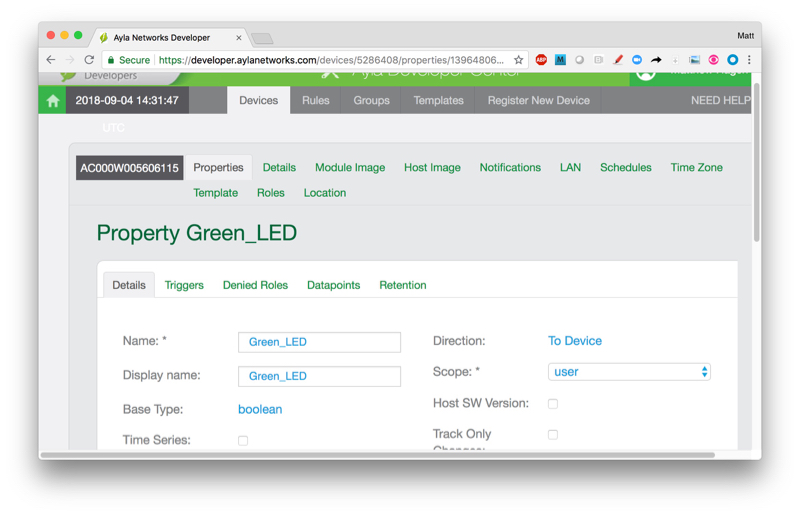 Ayla Networks Developer
Matt
Secure https://developer.aylanetworks.com/devices/5286408/properties/13964806...
ABP M
Developers Ayla Developer Center
2018-09-04 14:31:47 Devices Rules Groups Templates Register New Device NEED HELP
UTC
AC000W005606115 Properties Details Module Image Host Image Notifications LAN Schedules Time Zone
Template Roles Location
Property Green_LED
Details Triggers Denied Roles Datapoints Retention
Name: * Green_LED Direction: To Device
Display name: Green_LED Scope: * user
Base Type: boolean Host SW Version:
Time Series: Track Only
Changes: